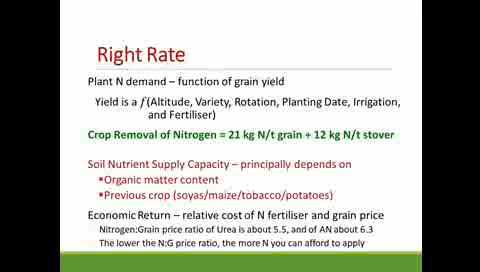 Right Rate
Plant N demand – function of grain yield
Yield is a f(Altitude, Variety, Rotation, Planting Date, Irrigation,
and Fertiliser)
Crop Removal of Nitrogen = 21 kg N/t grain + 12 kg N/t stover
Soil Nutrient Supply Capacity – principally depends on
▪Organic matter content
▪Previous crop (soyas/maize/tobacco/potatoes)
Economic Return – relative cost of N fertiliser and grain price
Nitrogen:Grain price ratio of Urea is about 5.5, and of AN about 6.3
The lower the N:G price ratio, the more N you can afford to apply